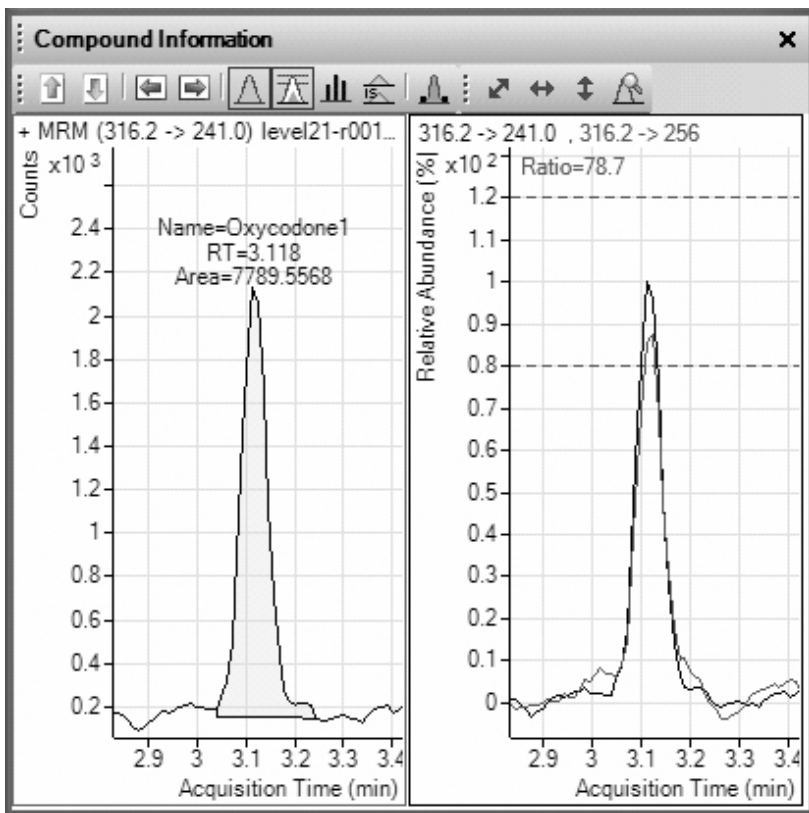 Compound Information
IS
+ MRM (316.2 -> 241.0) level21-r001...
Counts
x10 3
2.4
2.2
2
1.8
1.6
1.4
1.2
1
0.8
0.6
0.4
0.2
Name=Oxycodone1
RT=3.118
Area=7789.5568
2.9 3 3.1 3.2 3.3 3.4
Acquisition Time (min)
316.2 -> 241.0 , 316.2 -> 256
Relative Abundance (%)
x10 2
Ratio=78.7
1.2
1.1
1
0.9
0.8
0.7
0.6
0.5
0.4
0.3
0.2
0.1
0
2.9 3 3.1 3.2 3.3 3.4
Acquisition Time (min)